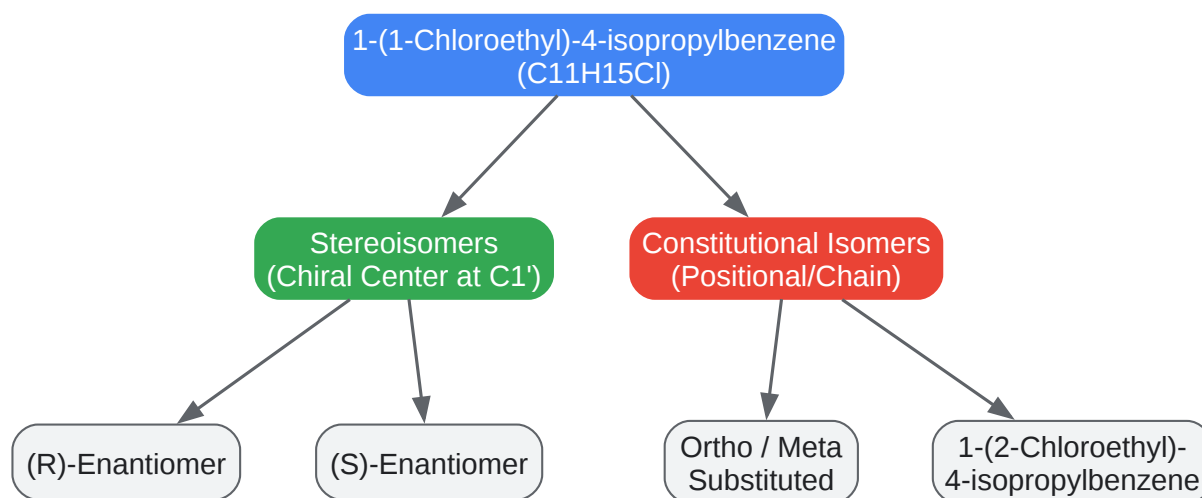 1-(1-Chloroethyl)-4-isopropylbenzene
(C11H15Cl)
Stereoisomers
(Chiral Center at C1')
Constitutional Isomers
(Positional/Chain)
(R)-Enantiomer
(S)-Enantiomer
Ortho / Meta
Substituted
1-(2-Chloroethyl)-
4-isopropylbenzene